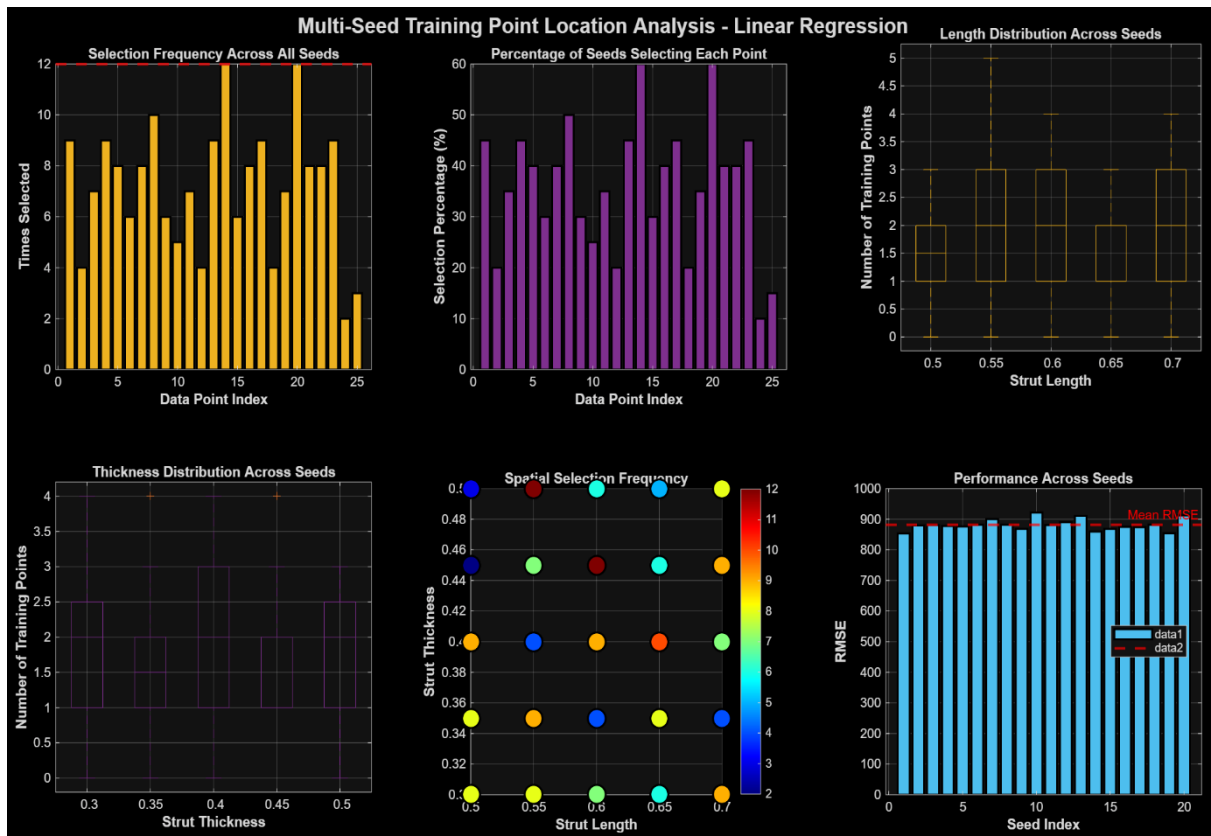 Multi-Seed Training Point Location Analysis - Linear Regression
Selection Frequency Across All Seeds
12
10
8
6
4
2
0
Times Selected
0 5 10 15 20 25
Data Point Index
Percentage of Seeds Selecting Each Point
60
50
40
30
20
10
0
Selection Percentage (%)
0 5 10 15 20 25
Data Point Index
Length Distribution Across Seeds
5
4.5
4
3.5
3
2.5
2
1.5
1
0.5
0
Number of Training Points
0.5 0.55 0.6 0.65 0.7
Strut Length
Thickness Distribution Across Seeds
4
3.5
3
2.5
2
1.5
1
0.5
0
Number of Training Points
0.3 0.35 0.4 0.45 0.5
Strut Thickness
Spatial Selection Frequency
0.48
0.46
0.44
0.42
0.38
0.36
0.34
0.32
Strut Thickness
0.5 0.55 0.6 0.65 0.7
Strut Length
12
11
10
9
8
7
6
5
4
3
2
Performance Across Seeds
1000
900
800
700
600
500
400
300
200
100
0
RMSE
Mean RMSE
data1
data2
0 5 10 15 20
Seed Index